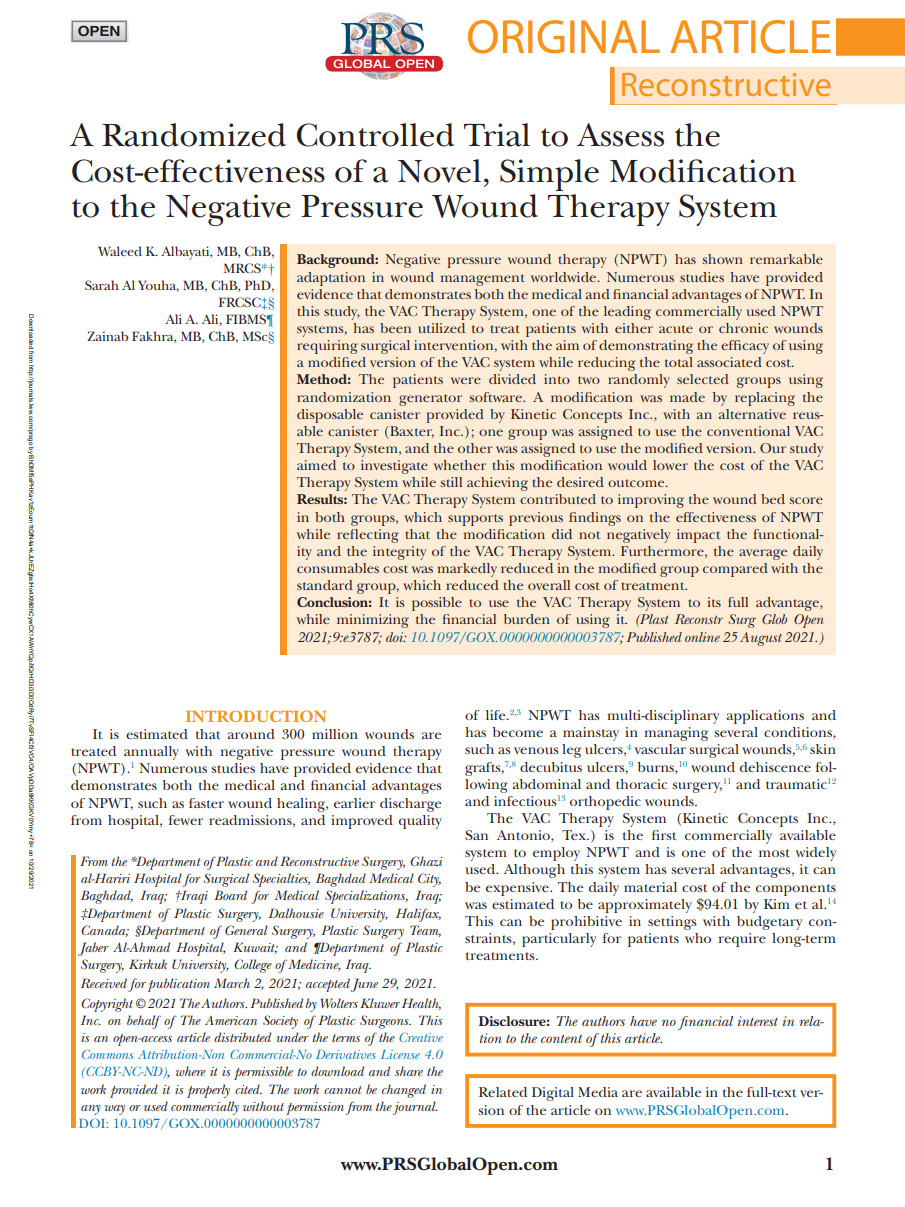 OPEN
PRS
GLOBAL OPEN
ORIGINAL ARTICLE
Reconstructive
A Randomized Controlled Trial to Assess the
Cost-effectiveness of a Novel, Simple Modification
to the Negative Pressure Wound Therapy System
Waleed K. Albayati, MB, ChB,
MRCS*†
Sarah Al Youha, MB, ChB, PhD,
FRCSC‡§
Ali A. Ali, FIBMS¶
Zainab Fakhra, MB, ChB, MSc§
Background: Negative pressure wound therapy (NPWT) has shown remarkable
adaptation in wound management worldwide. Numerous studies have provided
evidence that demonstrates both the medical and financial advantages of NPWT. In
this study, the VAC Therapy System, one of the leading commercially used NPWT
systems, has been utilized to treat patients with either acute or chronic wounds
requiring surgical intervention, with the aim of demonstrating the efficacy of using
a modified version of the VAC system while reducing the total associated cost.
Method: The patients were divided into two randomly selected groups using
randomization generator software. A modification was made by replacing the
disposable canister provided by Kinetic Concepts Inc., with an alternative reus-
able canister (Baxter, Inc.); one group was assigned to use the conventional VAC
Therapy System, and the other was assigned to use the modified version. Our study
aimed to investigate whether this modification would lower the cost of the VAC
Therapy System while still achieving the desired outcome.
Results: The VAC Therapy System contributed to improving the wound bed score
in both groups, which supports previous findings on the effectiveness of NPWT
while reflecting that the modification did not negatively impact the functional-
ity and the integrity of the VAC Therapy System. Furthermore, the average daily
consumables cost was markedly reduced in the modified group compared with the
standard group, which reduced the overall cost of treatment.
Conclusion: It is possible to use the VAC Therapy System to its full advantage,
while minimizing the financial burden of using it. (Plast Reconstr Surg Glob Open
2021;9:e3787; doi: 10.1097/GOX.0000000000003787; Published online 25 August 2021.)
INTRODUCTION
It is estimated that around 300 million wounds are
treated annually with negative pressure wound therapy
(NPWT).1 Numerous studies have provided evidence that
demonstrates both the medical and financial advantages
of NPWT, such as faster wound healing, earlier discharge
from hospital, fewer readmissions, and improved quality
From the *Department of Plastic and Reconstructive Surgery, Ghazi
al-Hariri Hospital for Surgical Specialties, Baghdad Medical City,
Baghdad, Iraq; †Iraqi Board for Medical Specializations, Iraq;
‡Department of Plastic Surgery, Dalhousie University, Halifax,
Canada; §Department of General Surgery, Plastic Surgery Team,
Jaber Al-Ahmad Hospital, Kuwait; and ¶Department of Plastic
Surgery, Kirkuk University, College of Medicine, Iraq.
Received for publication March 2, 2021; accepted June 29, 2021.
Copyright © 2021 The Authors. Published by Wolters Kluwer Health,
Inc. on behalf of The American Society of Plastic Surgeons. This
is an open-access article distributed under the terms of the Creative
Commons Attribution-Non Commercial-No Derivatives License 4.0
(CCBY-NC-ND), where it is permissible to download and share the
work provided it is properly cited. The work cannot be changed in
any way or used commercially without permission from the journal.
DOI: 10.1097/GOX.0000000000003787
of life.2,3 NPWT has multi-disciplinary applications and
has become a mainstay in managing several conditions,
such as venous leg ulcers,4 vascular surgical wounds,5,6 skin
grafts,7,8 decubitus ulcers,9 burns,10 wound dehiscence fol-
lowing abdominal and thoracic surgery,11 and traumatic12
and infectious13 orthopedic wounds.
The VAC Therapy System (Kinetic Concepts Inc.,
San Antonio, Tex.) is the first commercially available
system to employ NPWT and is one of the most widely
used. Although this system has several advantages, it can
be expensive. The daily material cost of the components
was estimated to be approximately $94.01 by Kim et al.14
This can be prohibitive in settings with budgetary con-
straints, particularly for patients who require long-term
treatments.
Disclosure: The authors have no financial interest in rela-
tion to the content of this article.
Related Digital Media are available in the full-text ver-
sion of the article on www.PRSGlobalOpen.com.
www.PRSGlobalOpen.com
1
Downloaded from http://journals.lww.com/prsgo by on 10/29/2021